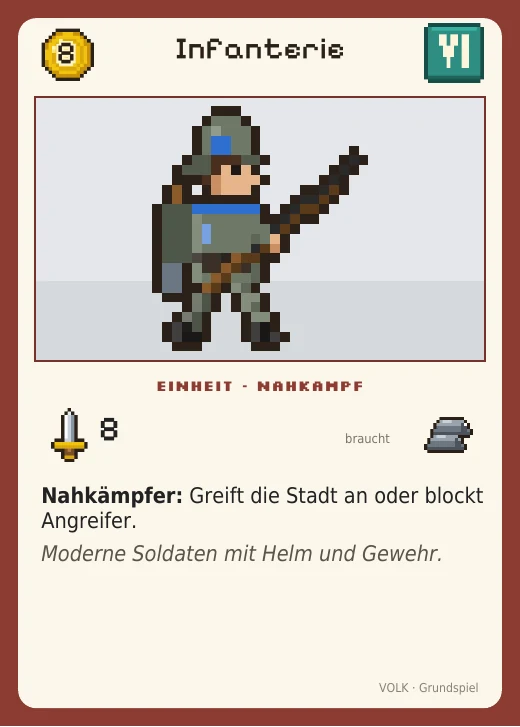 8
Infanterie
VI
EINHEIT - NAHKAMPF
8
braucht
Nahkämpfer: Greift die Stadt an oder blockt
Angreifer.
Moderne Soldaten mit Helm und Gewehr.
VOLK · Grundspiel